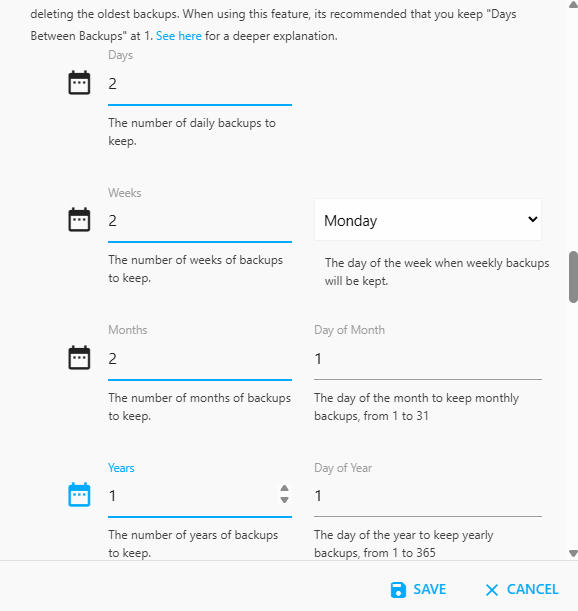 deleting the oldest backups. When using this feature, its recommended that you keep "Days
Between Backups" at 1. See here for a deeper explanation.
Days
2
The number of daily backups to
keep.
Weeks
2
Monday
The number of weeks of backups
to keep.
The day of the week when weekly backups
will be kept.
Months
Day of Month
2
1
The number of months of backups
to keep.
The day of the month to keep monthly
backups, from 1 to 31
Years
Day of Year
1
1
The number of years of backups
to keep.
The day of the year to keep yearly
backups, from 1 to 365
SAVE
CANCEL